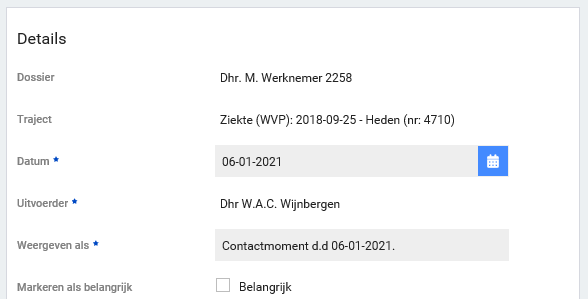 Details
Dossier Dhr. M. Werknemer 2258
Traject Ziekte (WVP): 2018-09-25 - Heden (nr: 4710)
Datum * 06-01-2021
Uitvoerder * Dhr W.A.C. Wijnbergen
Weergeven als * Contactmoment d.d 06-01-2021.
Markeren als belangrijk Belangrijk